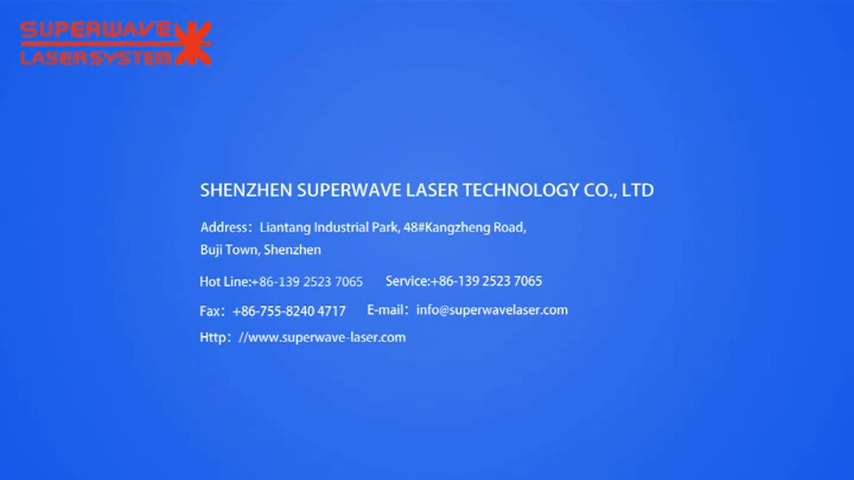 SUPERWAVE
LASER SYSTEM
SHENZHEN SUPERWAVE LASER TECHNOLOGY CO., LTD
Address：Liantang Industrial Park, 48#Kangzheng Road,
Buji Town, Shenzhen
Hot Line:+86-139 2523 7065 Service:+86-139 2523 7065
Fax：+86-755-8240 4717 E-mail：info@superwavelaser.com
Http：//www.superwave-laser.com